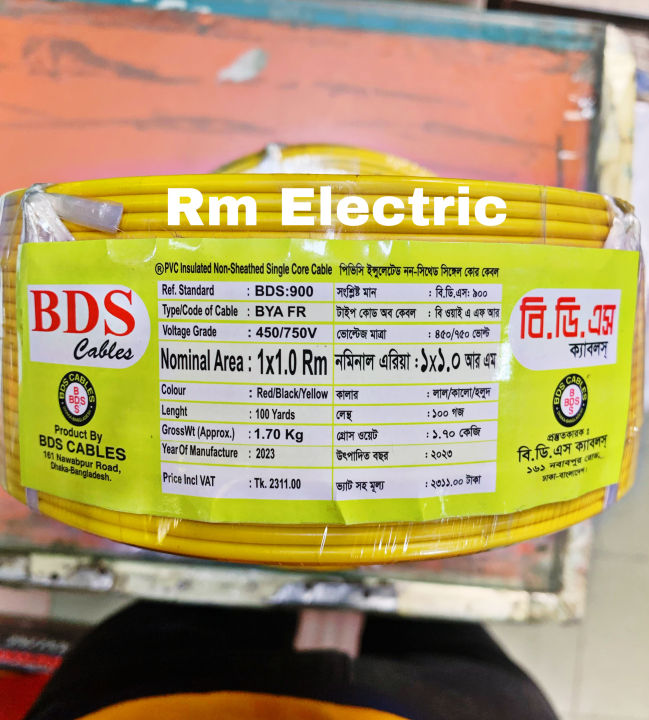 Rm Electric
® PVC Insulated Non-Sheathed Single Core Cable পিভিসি ইন্সুলেটেড নন-সিথেড সিঙ্গেল কোর কেবল
BDS
Cables
BDS CABLES
B
BDS
S
Product By
BDS CABLES
161 Nawabpur Road,
Dhaka-Bangladesh.
Ref. Standard : BDS:900 সংশ্লিষ্ট মান : বি.ডি.এস: ৯০০
Type/Code of Cable : BYA FR টাইপ কোড অব কেবল : বি ওয়াই এ এফ আর
Voltage Grade : 450/750V ভোল্টেজ মাত্রা : ৪৫০/৭৫০ ভোল্ট
Nominal Area : 1x1.0 Rm নমিনাল এরিয়া : ১x১.০ আর এম
Colour : Red/Black/Yellow কালার : লাল/কালো/হলুদ
Lenght : 100 Yards লেন্থ : ১০০ গজ
GrossWt (Approx.) : 1.70 Kg গ্রোস ওয়েট : ১.৭০ কেজি
Year Of Manufacture : 2023 উৎপাদিত বছর : ২০২৩
Price Incl VAT : Tk. 2311.00 ভ্যাট সহ মূল্য : ২৩১১.০০ টাকা
বি.ডি.এস
ক্যাবলস্
BDS CABLES
B
BDS
S
প্রস্তুতকারক :
বি.ডি.এস ক্যাবলস্
১৬১ নবাবপুর রোড,
ঢাকা-বাংলাদেশ।